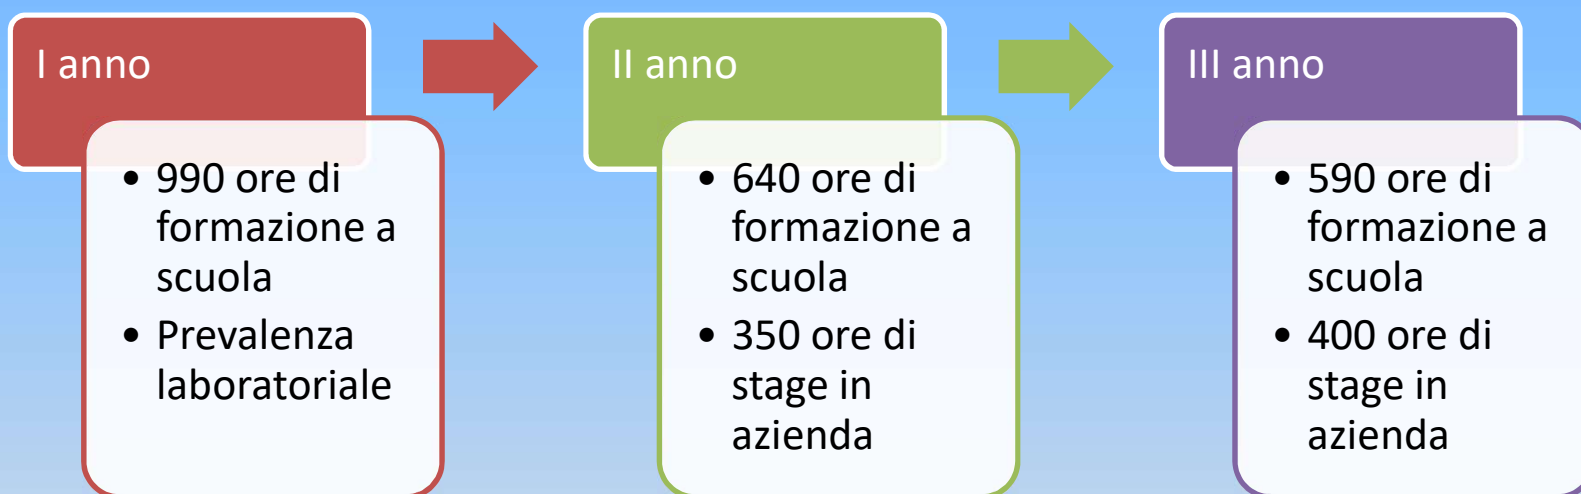 I anno
• 990 ore di
formazione a
scuola
• Prevalenza
laboratoriale
II anno
• 640 ore di
formazione a
scuola
• 350 ore di
stage in
azienda
III anno
• 590 ore di
formazione a
scuola
• 400 ore di
stage in
azienda